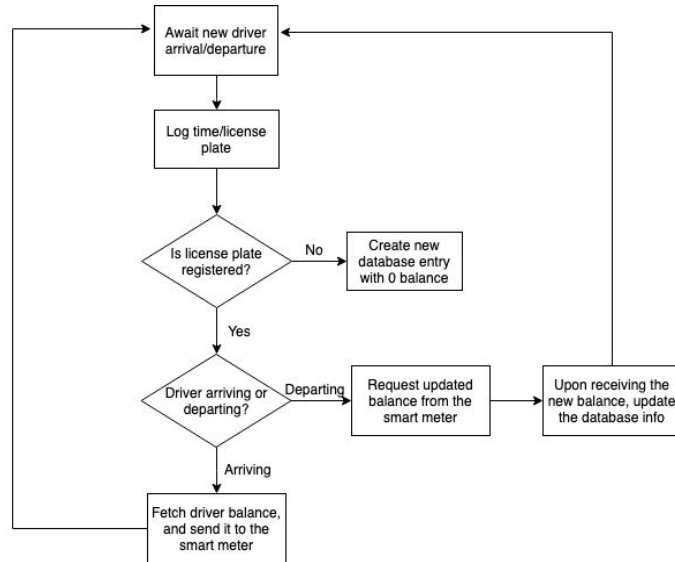 Await new driver
arrival/departure
Log time/license
plate
Is license plate
registered?
No
Create new
database entry
with 0 balance
Yes
Driver arriving or
departing?
Departing
Request updated
balance from the
smart meter
Upon receiving the
new balance, update
the database info
Arriving
Fetch driver balance,
and send it to the
smart meter